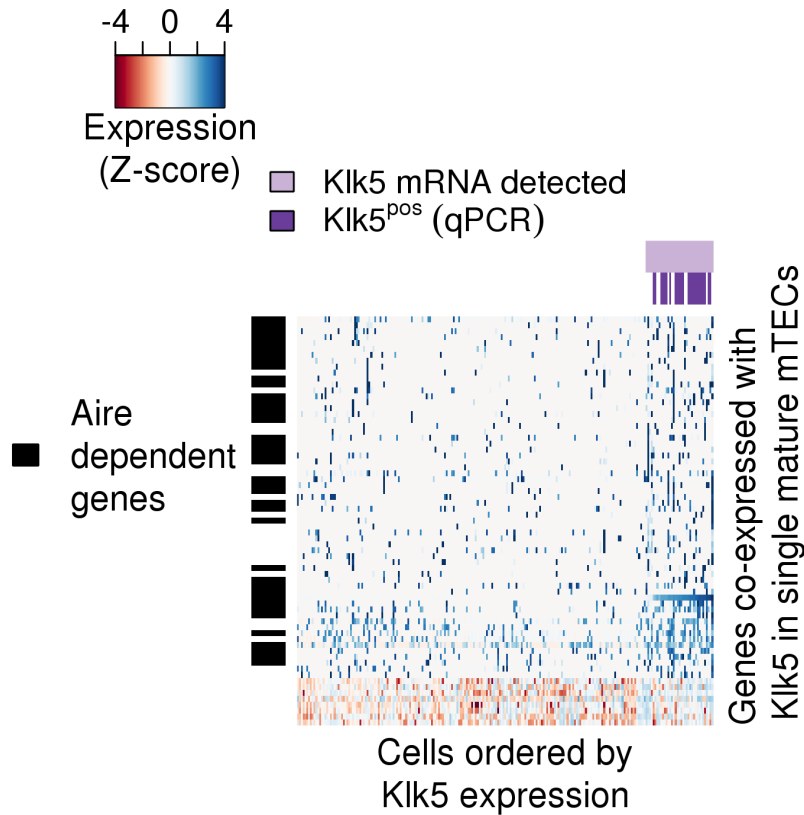 -4 0 4
Expression
(Z-score)
Klk5 mRNA detected
Klk5pos (qPCR)
Aire
dependent
genes
Genes co-expressed with
Klk5 in single mature mTECs
Cells ordered by
Klk5 expression